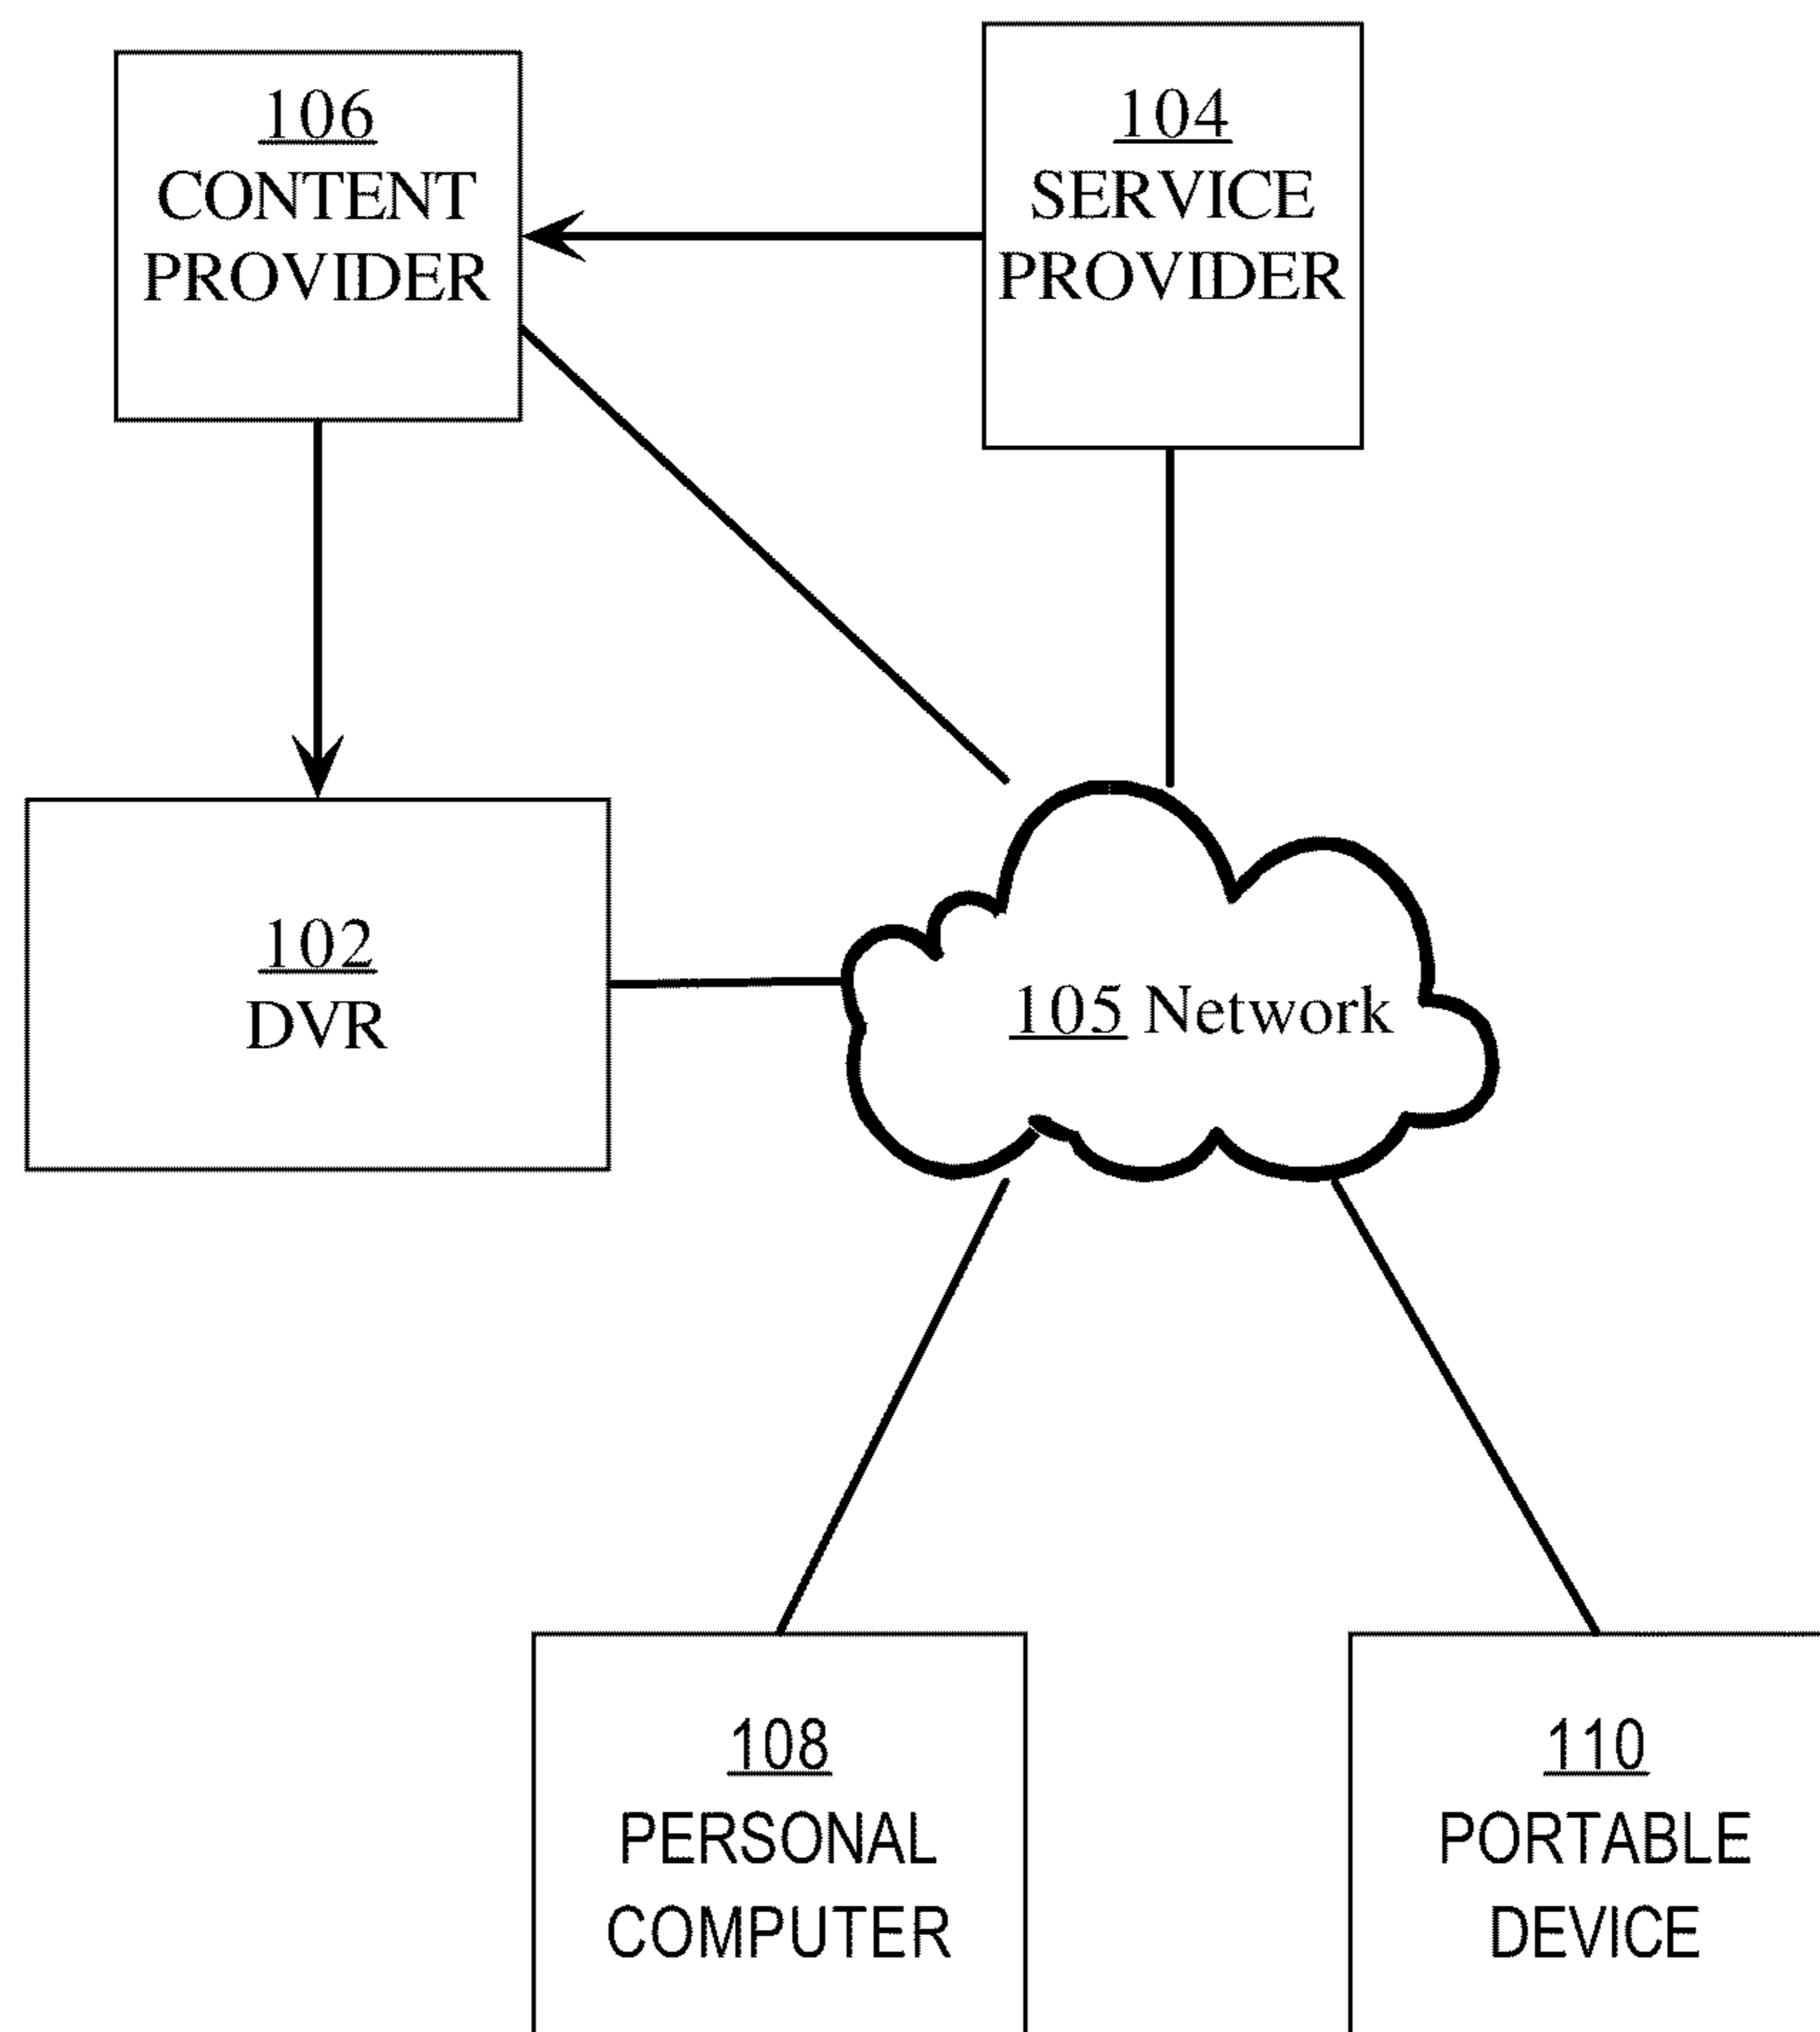 106
CONTENT
PROVIDER
104
SERVICE
PROVIDER
102
DVR
105 Network
108
PERSONAL
COMPUTER
110
PORTABLE
DEVICE